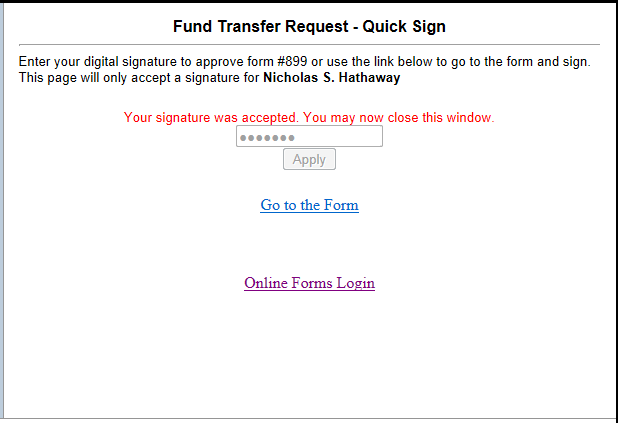 Fund Transfer Request - Quick Sign
Enter your digital signature to approve form #899 or use the link below to go to the form and sign.
This page will only accept a signature for Nicholas S. Hathaway
Your signature was accepted. You may now close this window.
•••••••
Apply
Go to the Form
Online Forms Login